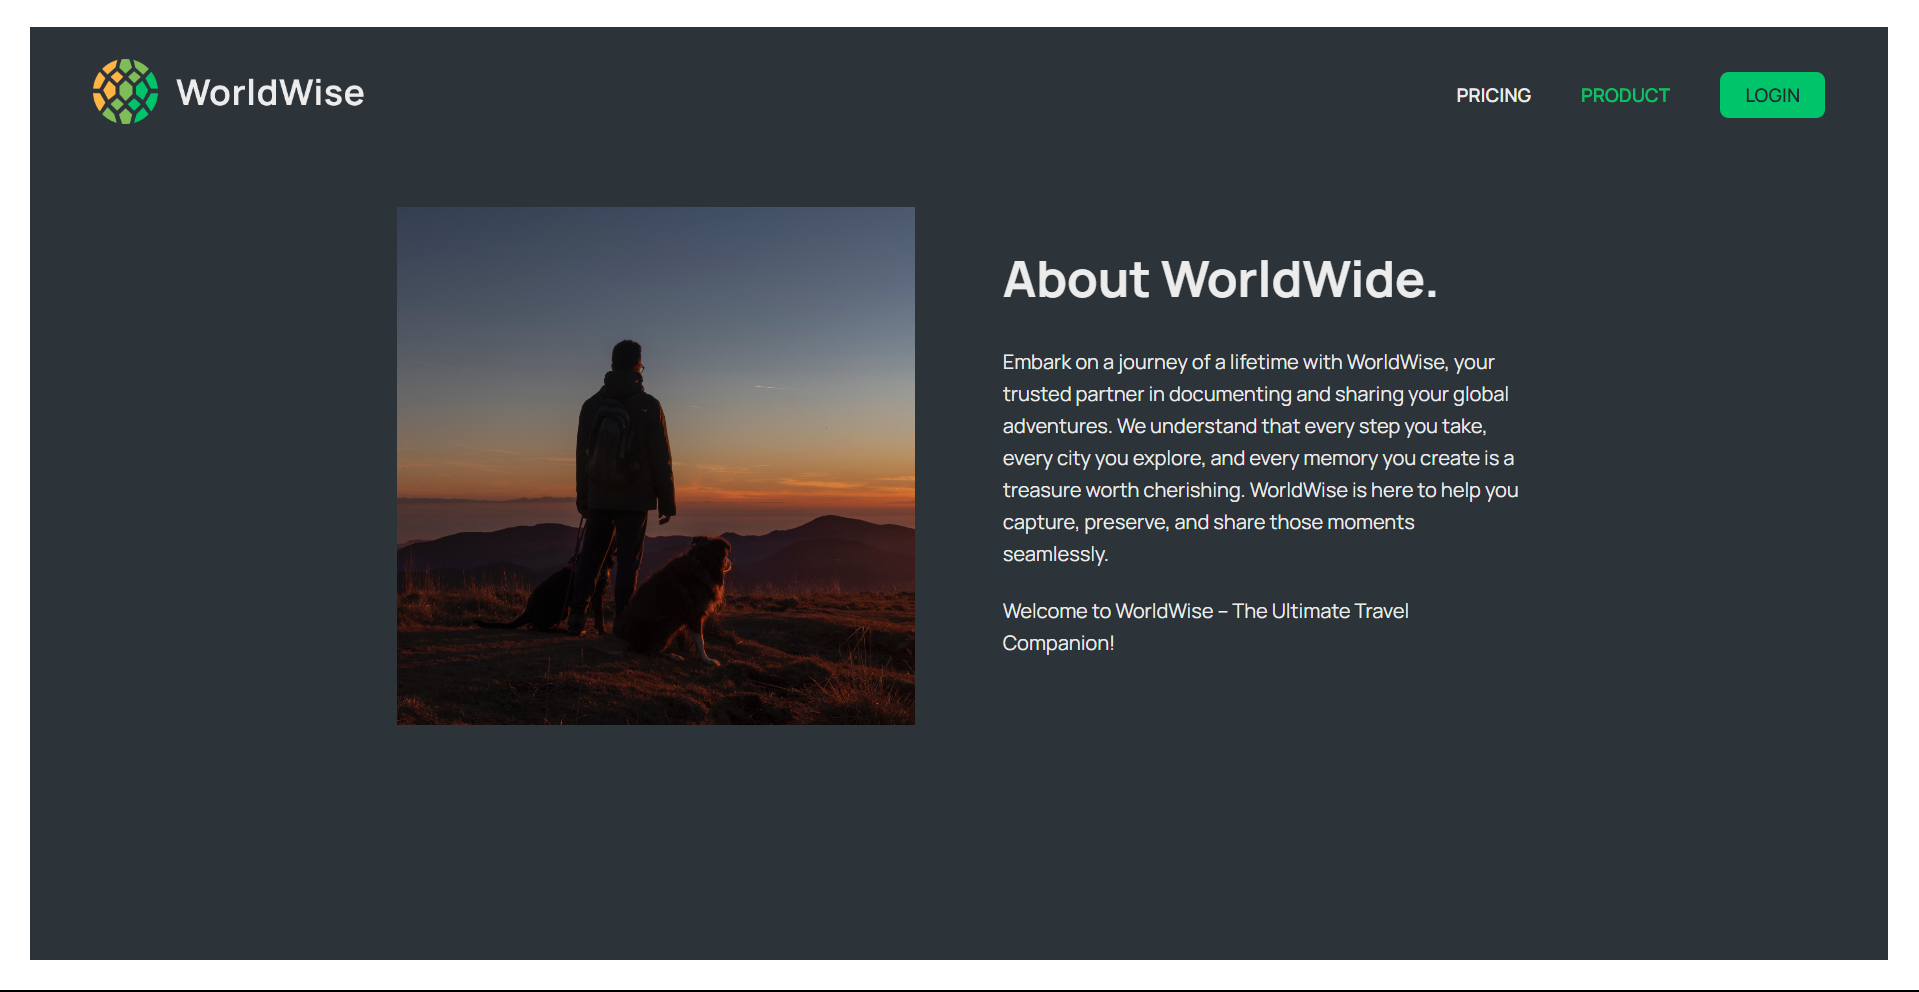 WorldWise
PRICING
PRODUCT
LOGIN
About WorldWide.
Embark on a journey of a lifetime with WorldWise, your
trusted partner in documenting and sharing your global
adventures. We understand that every step you take,
every city you explore, and every memory you create is a
treasure worth cherishing. WorldWise is here to help you
capture, preserve, and share those moments
seamlessly.
Welcome to WorldWise – The Ultimate Travel
Companion!